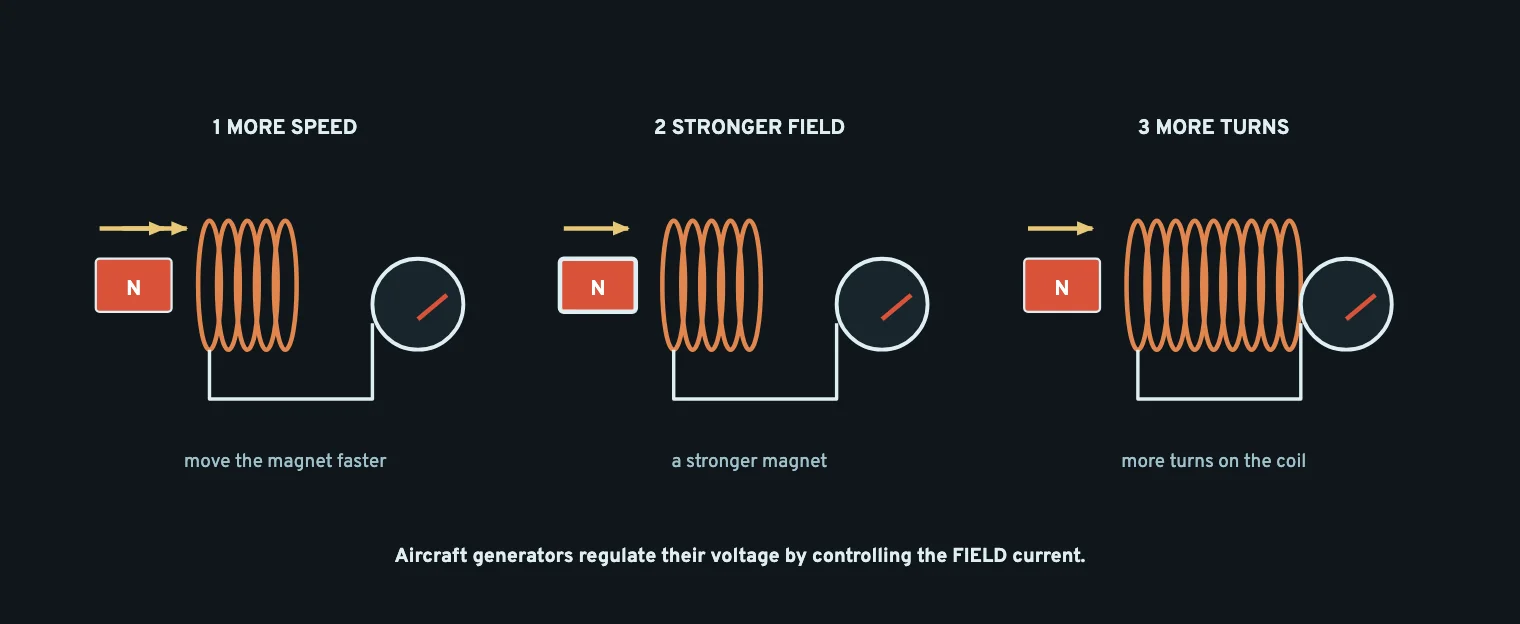 1 MORE SPEED
2 STRONGER FIELD
3 MORE TURNS
N
N
N
move the magnet faster
a stronger magnet
more turns on the coil
Aircraft generators regulate their voltage by controlling the FIELD current.